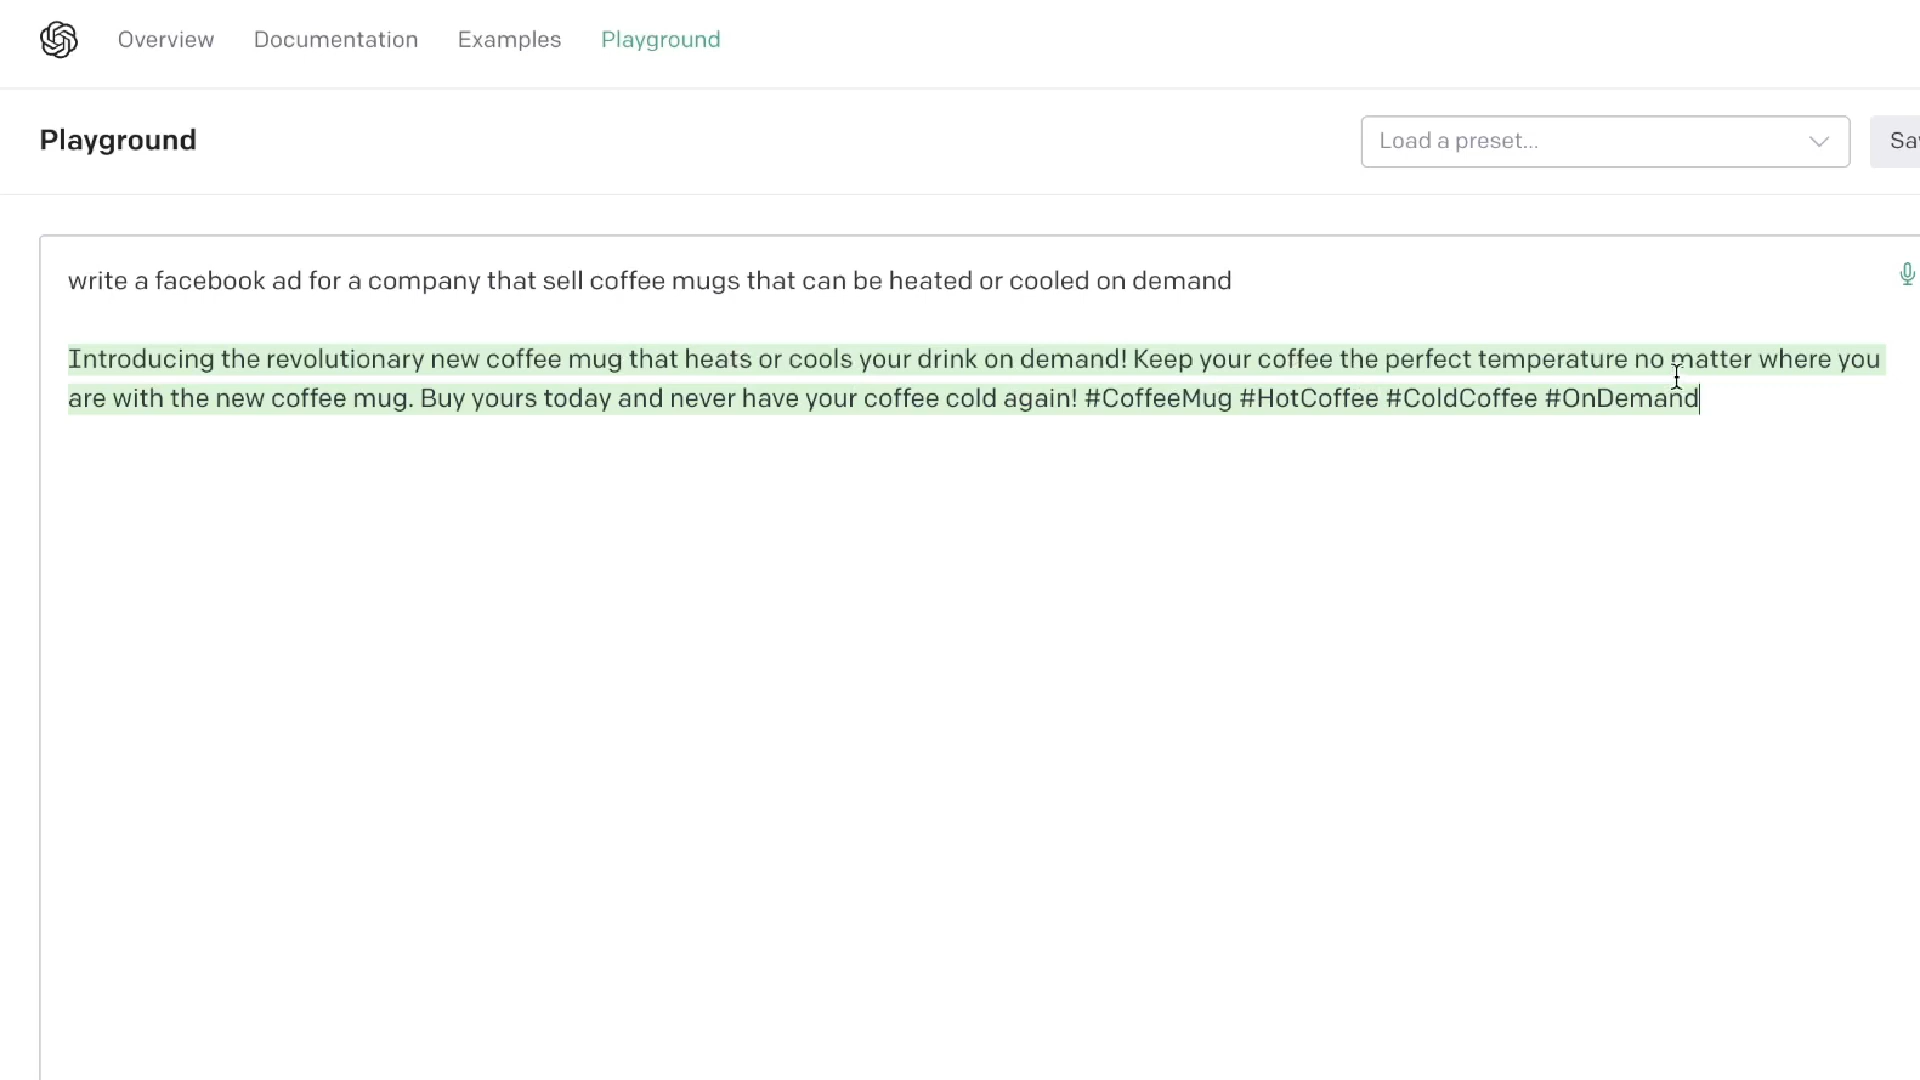 Overview Documentation Examples Playground
Playground Load a preset...
write a facebook ad for a company that sell coffee mugs that can be heated or cooled on demand
Introducing the revolutionary new coffee mug that heats or cools your drink on demand! Keep your coffee the perfect temperature no matter where you
are with the new coffee mug. Buy yours today and never have your coffee cold again! #CoffeeMug #HotCoffee #ColdCoffee #OnDemand